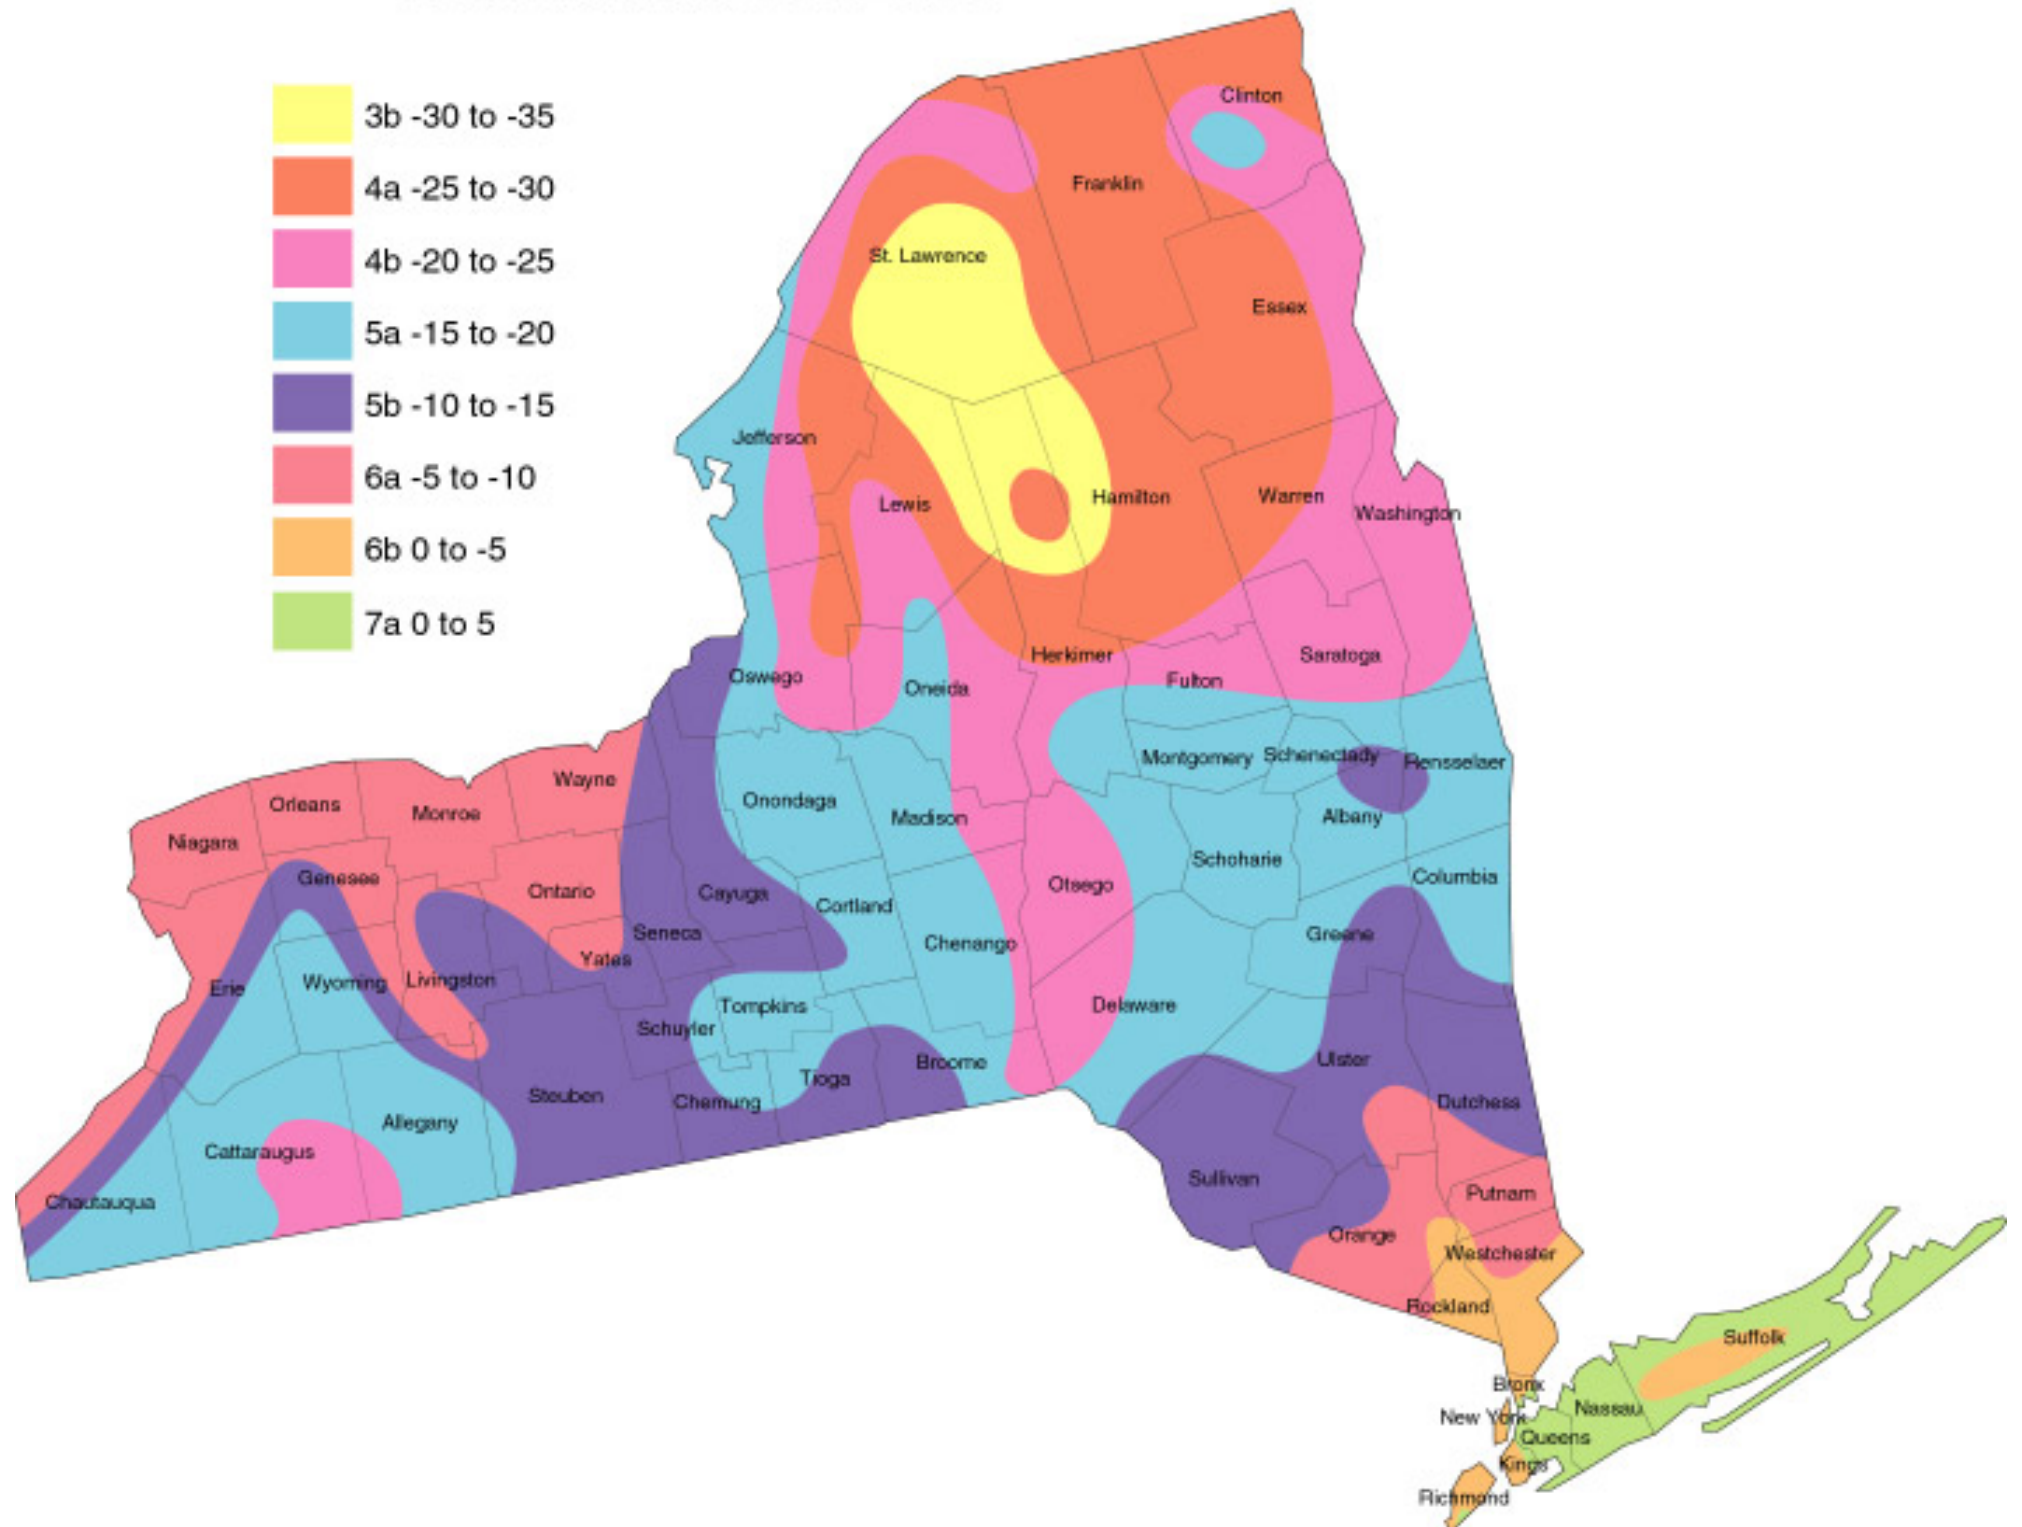 3b -30 to -35
4a -25 to -30
4b -20 to -25
5a -15 to -20
5b -10 to -15
6a -5 to -10
6b 0 to -5
7a 0 to 5
Clinton
Franklin
St. Lawrence
Essex
Jefferson
Lewis
Hamilton
Warren
Washington
Herkimer
Saratoga
Oswego
Oneida
Fulton
Montgomery
Schenectady
Rensselaer
Wayne
Orleans
Monroe
Niagara
Onondaga
Madison
Albany
Schoharie
Columbia
Genesee
Ontario
Cayuga
Cortland
Otsego
Seneca
Chenango
Greene
Yates
Erie
Wyoming
Livingston
Tompkins
Delaware
Schuyler
Broome
Ulster
Tioga
Steuben
Chemung
Dutchess
Allegany
Cattaraugus
Chautauqua
Sullivan
Putnam
Orange
Westchester
Rockland
Suffolk
Bronx
Nassau
New York
Queens
Kings
Richmond